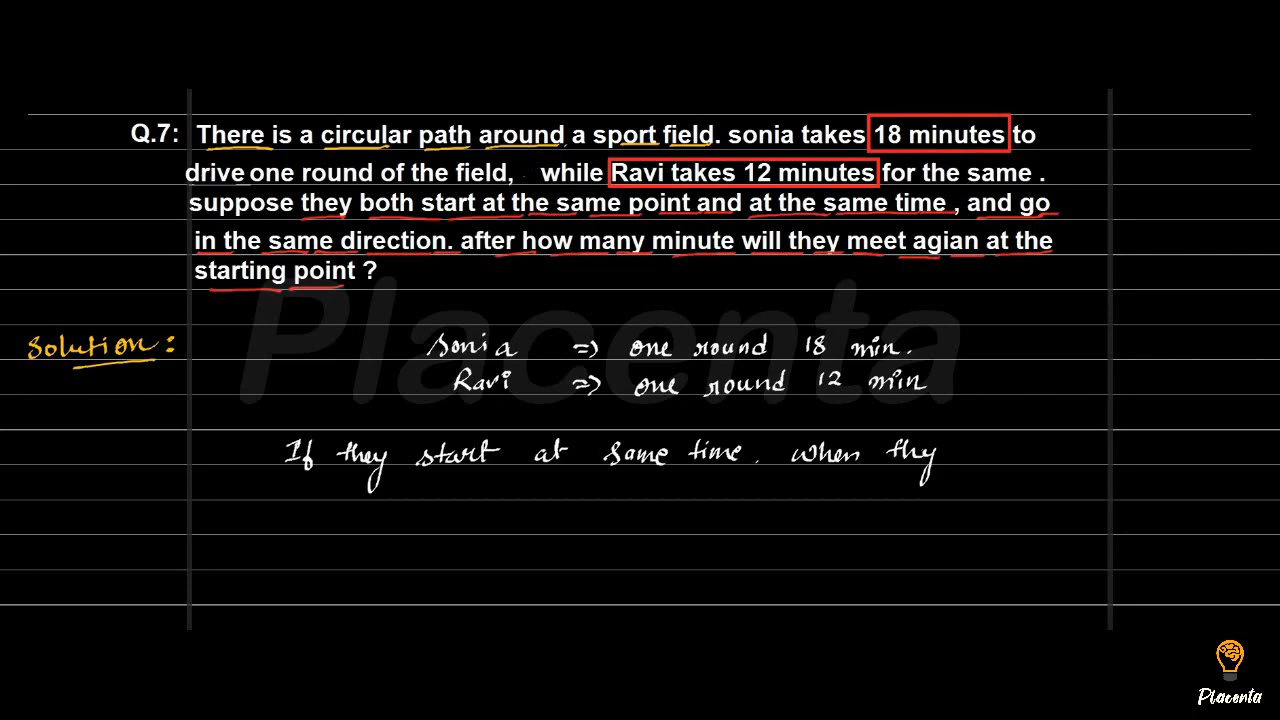 Q.7: There is a circular path around a sport field. sonia takes 18 minutes to
drive one round of the field, while Ravi takes 12 minutes for the same .
suppose they both start at the same point and at the same time , and go
in the same direction. after how many minute will they meet agian at the
starting point ?
Placenta
Solution :
Sonia => one round 18 min.
Ravi => one round 12 min
If they start at same time. when thy
Placenta